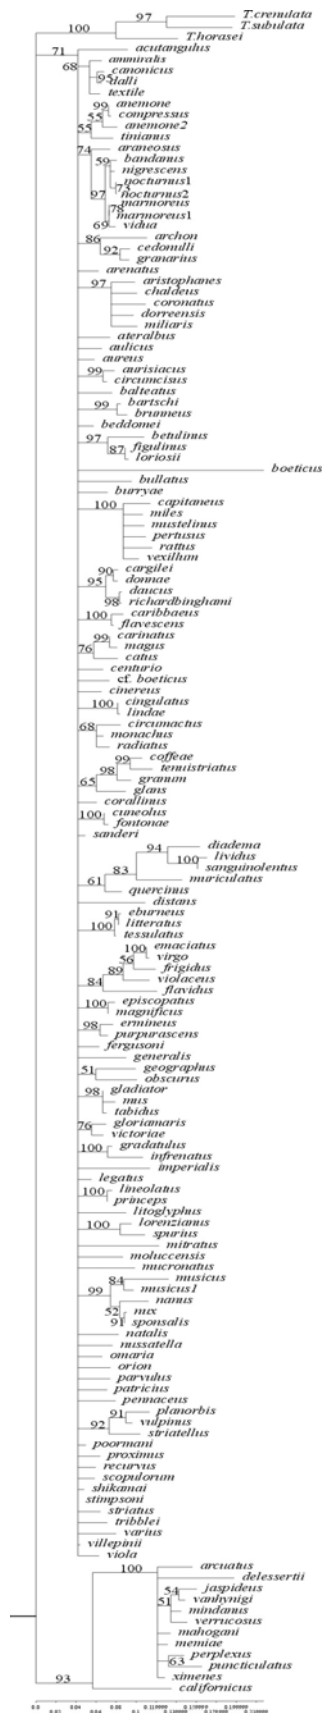 97 T.crenulata
T.subulata
100 T.horasei
71 acutangulus
68 ammiralis
canonicus
95 dalli
textile
99 anemone
55 compressus
55 anemone2
tinianus
74 araneosus
59 bandanus
nigrescens
nocturnus1
73 nocturnus2
97 marmoreus
78 marmoreus1
69 vidua
86 archon
92 cedomilli
granarius
arenatus
97 aristophanes
chaldeus
coronatus
dorreensis
miliaris
ateralbus
aulicus
aureus
99 aurisiacus
circumcisus
balteatus
99 bartschi
brunneus
beddomei
97 betulinus
87 figulinus
loriosii
boeticus
bullatus
burryae
100 capitaneus
miles
mustelinus
pertusus
rattus
vexillum
90 cargilei
95 donnae
daucus
98 richardbinghami
100 caribbaeus
flavescens
99 carinatus
76 magus
catus
centurio
cf. boeticus
cinereus
100 cingulatus
lindae
68 circumactus
monachus
radiatus
99 coffeae
98 tenuistriatus
65 granum
glans
corallinus
100 cuneolus
fontonae
sanderi
94 diadema
100 lividus
83 sanguinolentus
muriculatus
61 quercinus
distans
91 eburneus
100 litteratus
tessulatus
100 emaciatus
56 virgo
89 frigidus
84 violaceus
flavidus
100 episcopatus
magnificus
98 ermineus
purpurascens
fergusoni
generalis
51 geographus
obscurus
98 gladiator
mus
tabidus
76 gloriamaris
victoriae
100 gradatulus
infrenatus
imperialis
legatus
100 lineolatus
princeps
litoglyphus
100 lorenzianus
spurius
mitratus
moluccensis
mucronatus
84 musicus
99 musicus1
nanus
52 nux
91 sponsalis
natalis
nussatella
omaria
orion
parvulus
patricius
pennaceus
91 planorbis
92 vulpinus
striatellus
poormani
proximus
recurvus
scopulorum
shikamai
stimpsoni
striatus
tribblei
varius
villepinii
viola
100 arcuatus
delessertii
54 jaspideus
51 vanhynigi
mindanus
verrucosus
mahogani
memiae
perplexus
63 puncticulatus
ximenes
93 californicus